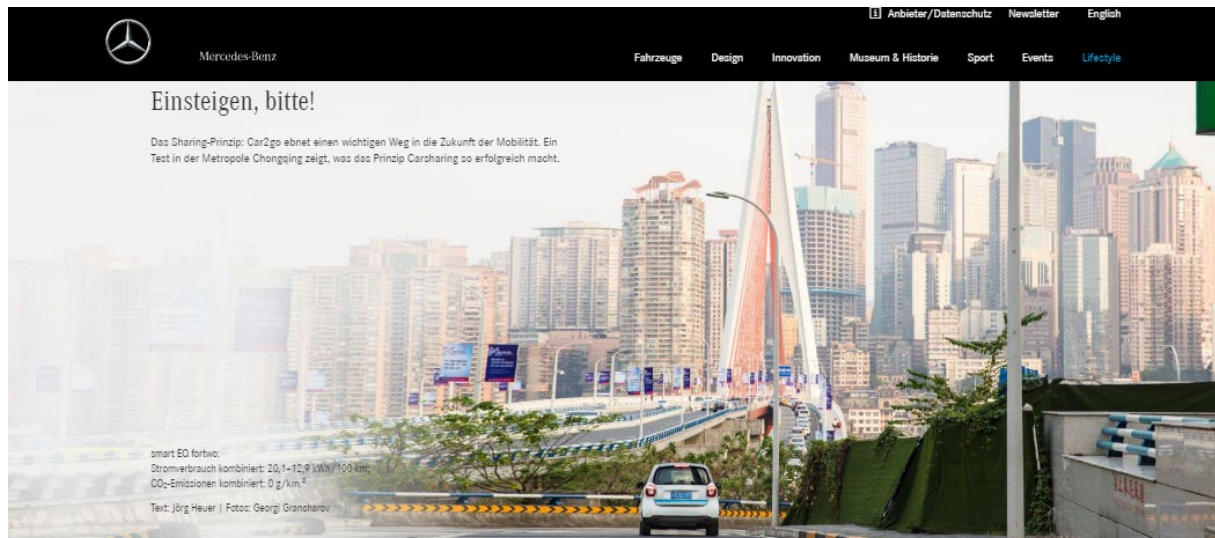 Anbieter/Datenschutz Newsletter English
Mercedes-Benz
Fahrzeuge Design Innovation Museum & Historie Sport Events Lifestyle
Einsteigen, bitte!
Das Sharing-Prinzip: Car2go ebnet einen wichtigen Weg in die Zukunft der Mobilität. Ein
Test in der Metropole Chongqing zeigt, was das Prinzip Carsharing so erfolgreich macht.
smart EQ fortwo:
Stromverbrauch kombiniert: 20,1–12,9 kWh/100 km;
CO₂-Emissionen kombiniert: 0 g/km.
Text: Jörg Heuer | Fotos: Georgi Grancharov